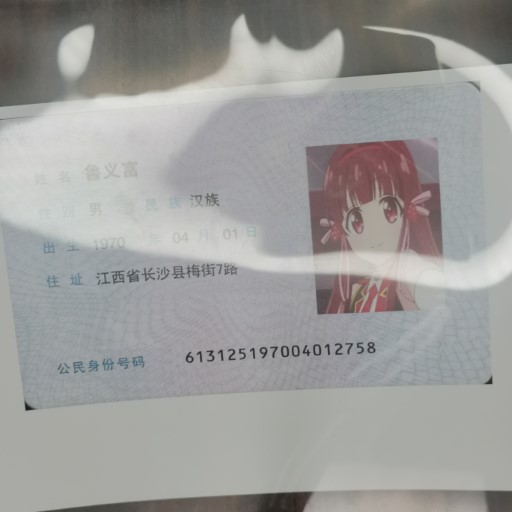 姓名 鲁义富
性别 男 民族 汉族
出生 1970 年 04 月 01 日
住址 江西省长沙县梅街7路
公民身份号码 613125197004012758